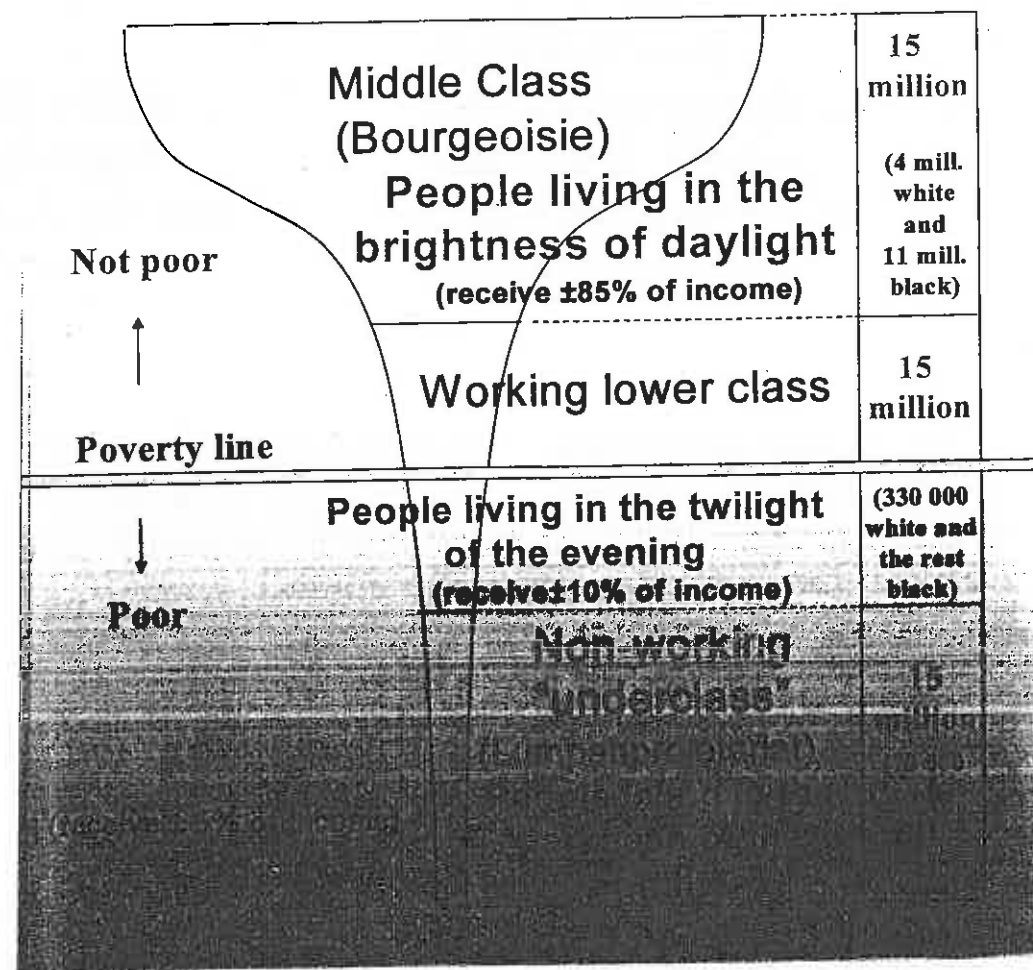 Middle Class
(Bourgeoisie)
People living in the
brightness of daylight
(receive ±85% of income)
15
million
(4 mill.
white
and
11 mill.
black)
Not poor
Working lower class
15
million
Poverty line
People living in the twilight
of the evening
(receive±10% of income)
(330 000
white and
the rest
black)
Poor
Non-working
"underclass"
15